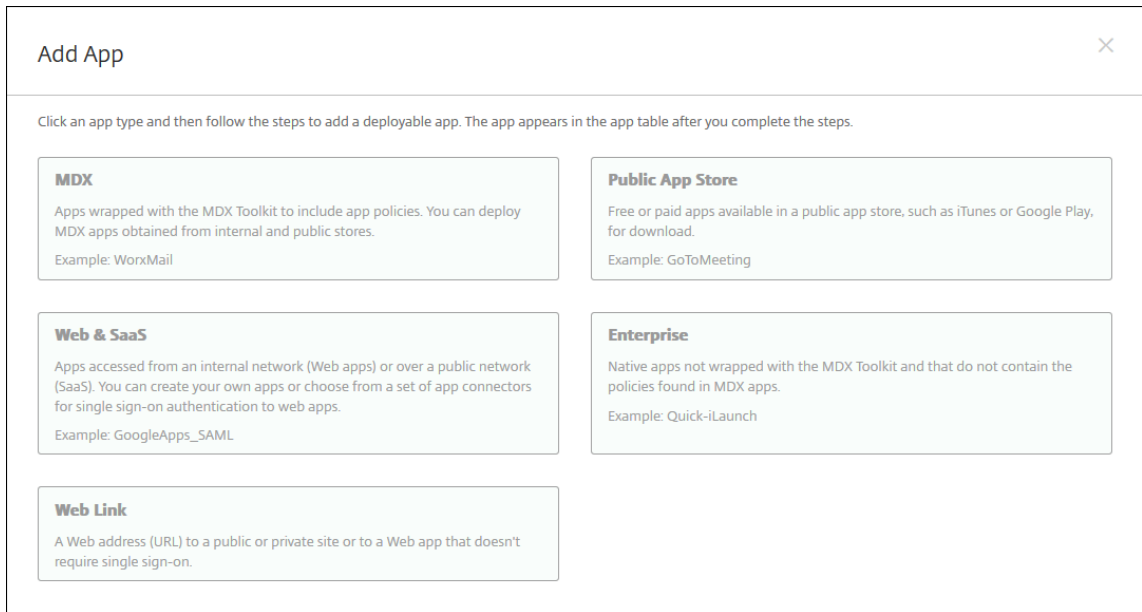 Add App
Click an app type and then follow the steps to add a deployable app. The app appears in the app table after you complete the steps.
MDX
Apps wrapped with the MDX Toolkit to include app policies. You can deploy
MDX apps obtained from internal and public stores.
Example: WorxMail
Public App Store
Free or paid apps available in a public app store, such as iTunes or Google Play,
for download.
Example: GoToMeeting
Web & SaaS
Apps accessed from an internal network (Web apps) or over a public network
(SaaS). You can create your own apps or choose from a set of app connectors
for single sign-on authentication to web apps.
Example: GoogleApps_SAML
Enterprise
Native apps not wrapped with the MDX Toolkit and that do not contain the
policies found in MDX apps.
Example: Quick-iLaunch
Web Link
A Web address (URL) to a public or private site or to a Web app that doesn't
require single sign-on.